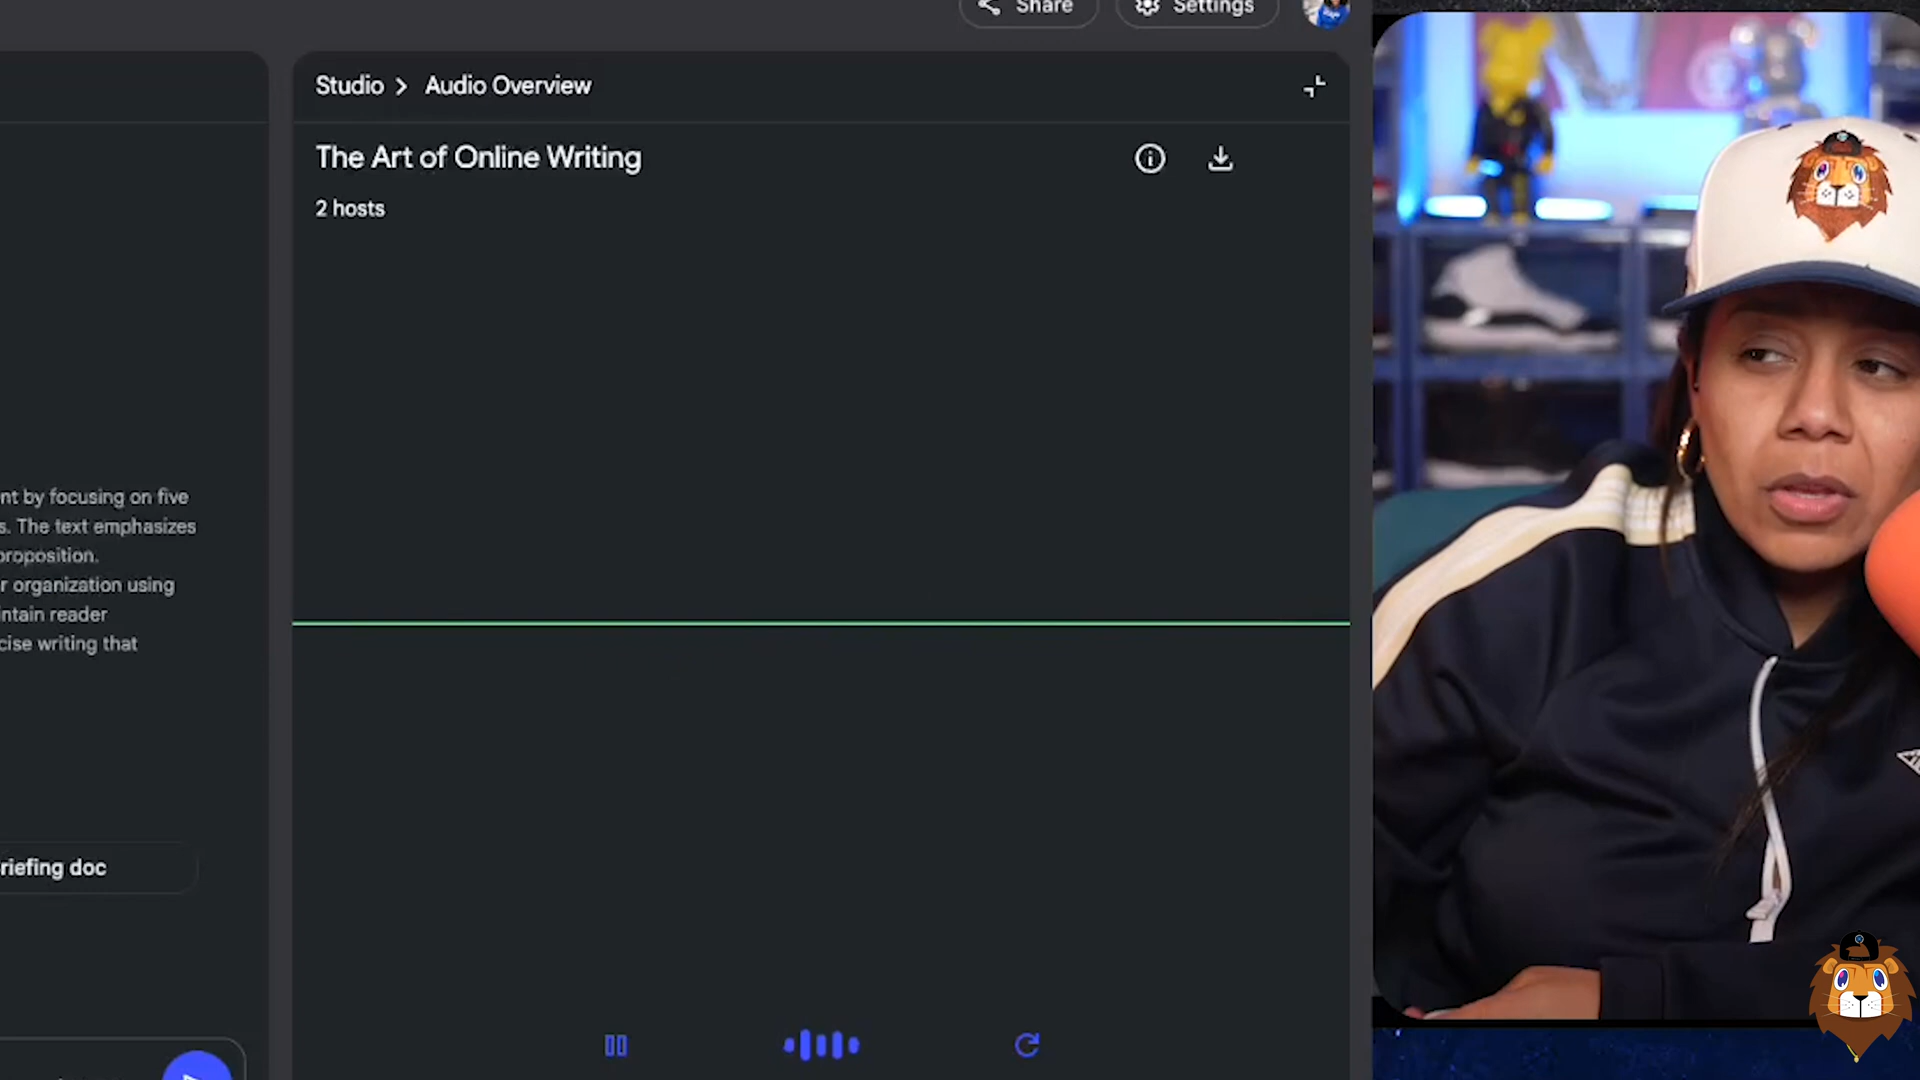 Share
Settings
Studio > Audio Overview
The Art of Online Writing
2 hosts
nt by focusing on five
s. The text emphasizes
proposition.
r organization using
ntain reader
cise writing that
riefing doc